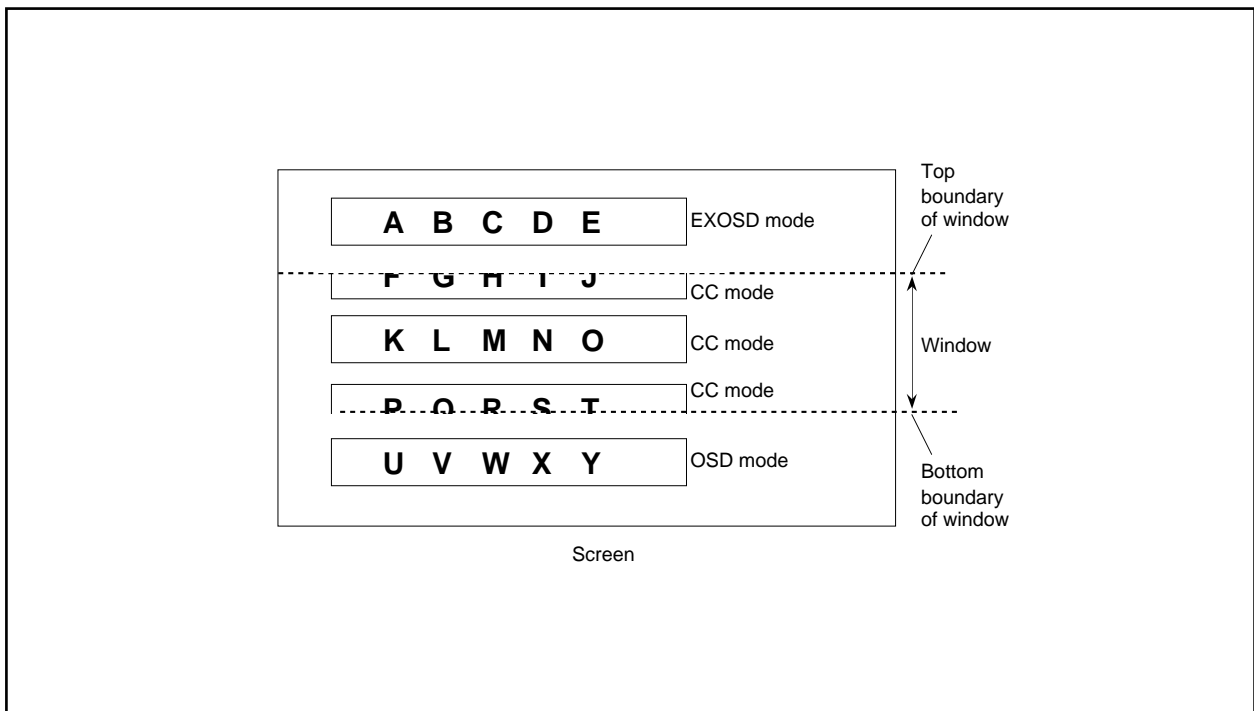 Top
boundary
of window
A B C D E
EXOSD mode
F G H I J
CC mode
K L M N O
CC mode
Window
CC mode
P Q R S T
U V W X Y
OSD mode
Bottom
boundary
of window
Screen